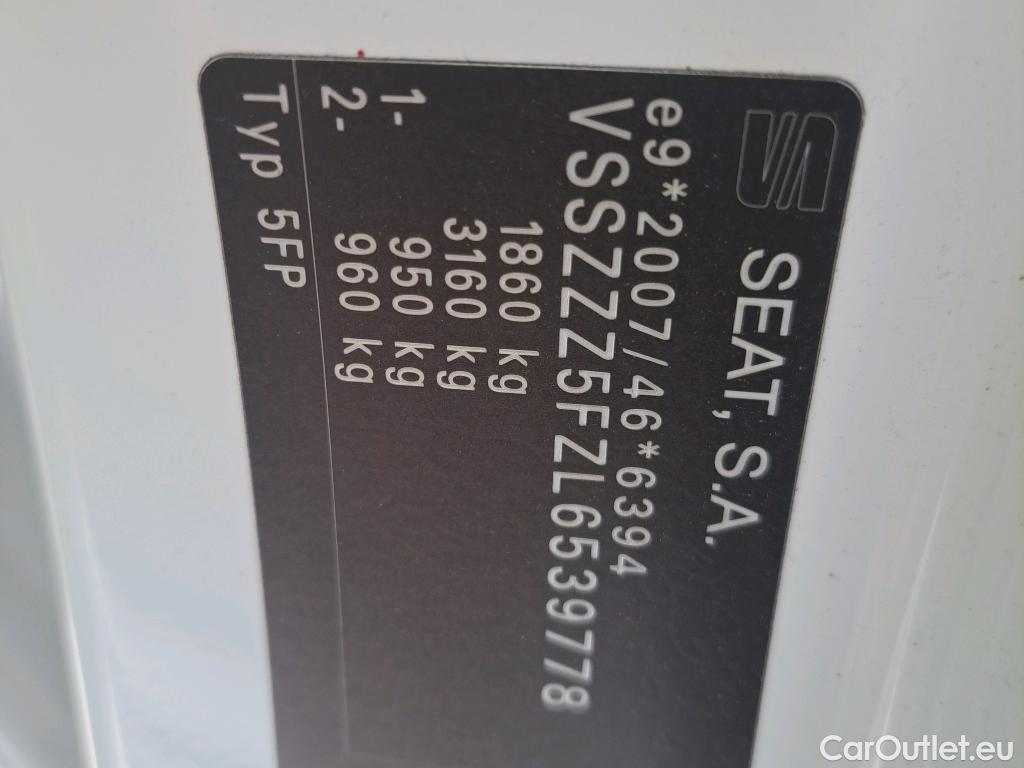 SEAT, S.A.
e9*2007/46*6394
VSSZZZ5FZL6539778
1860 kg
3160 kg
1- 950 kg
2- 960 kg
Typ 5FP
CarOutlet.eu